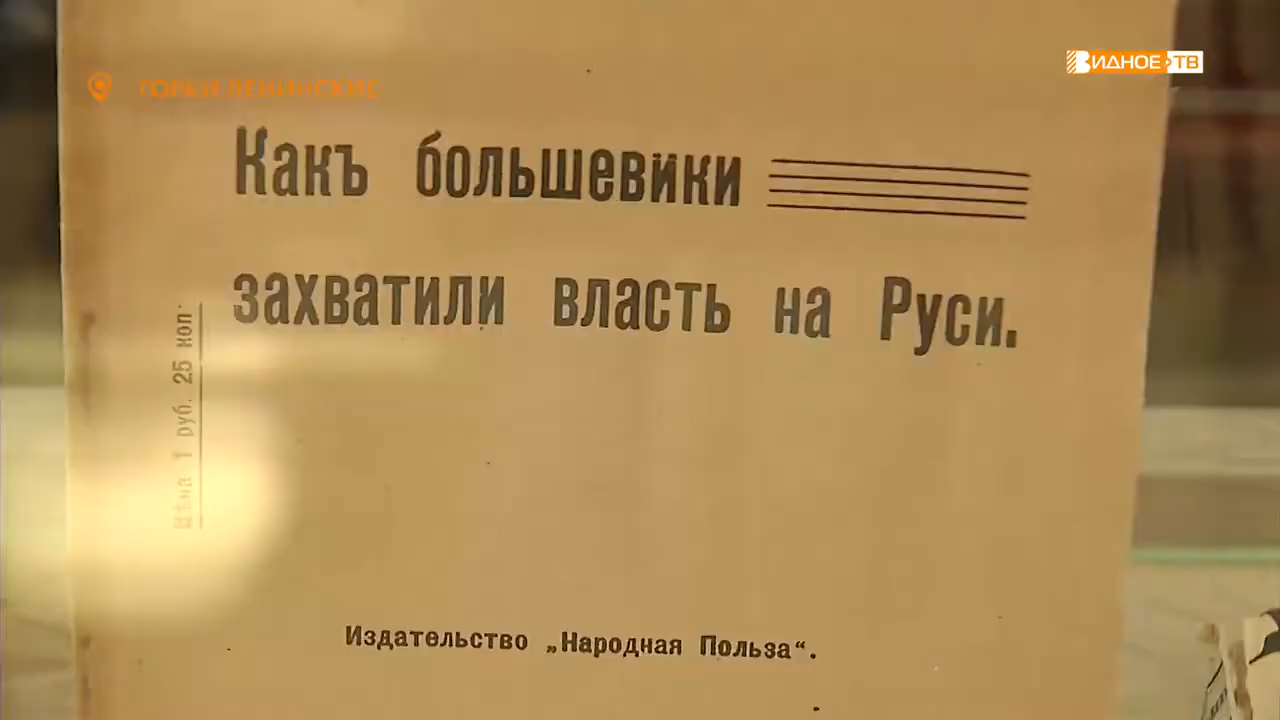 ГОРКИ ЛЕНИНСКИЕ
ВИДНОЕ ТВ
Какъ большевики
захватили власть на Руси.
Цѣна 1 руб. 25 коп.
Издательство „Народная Польза“.